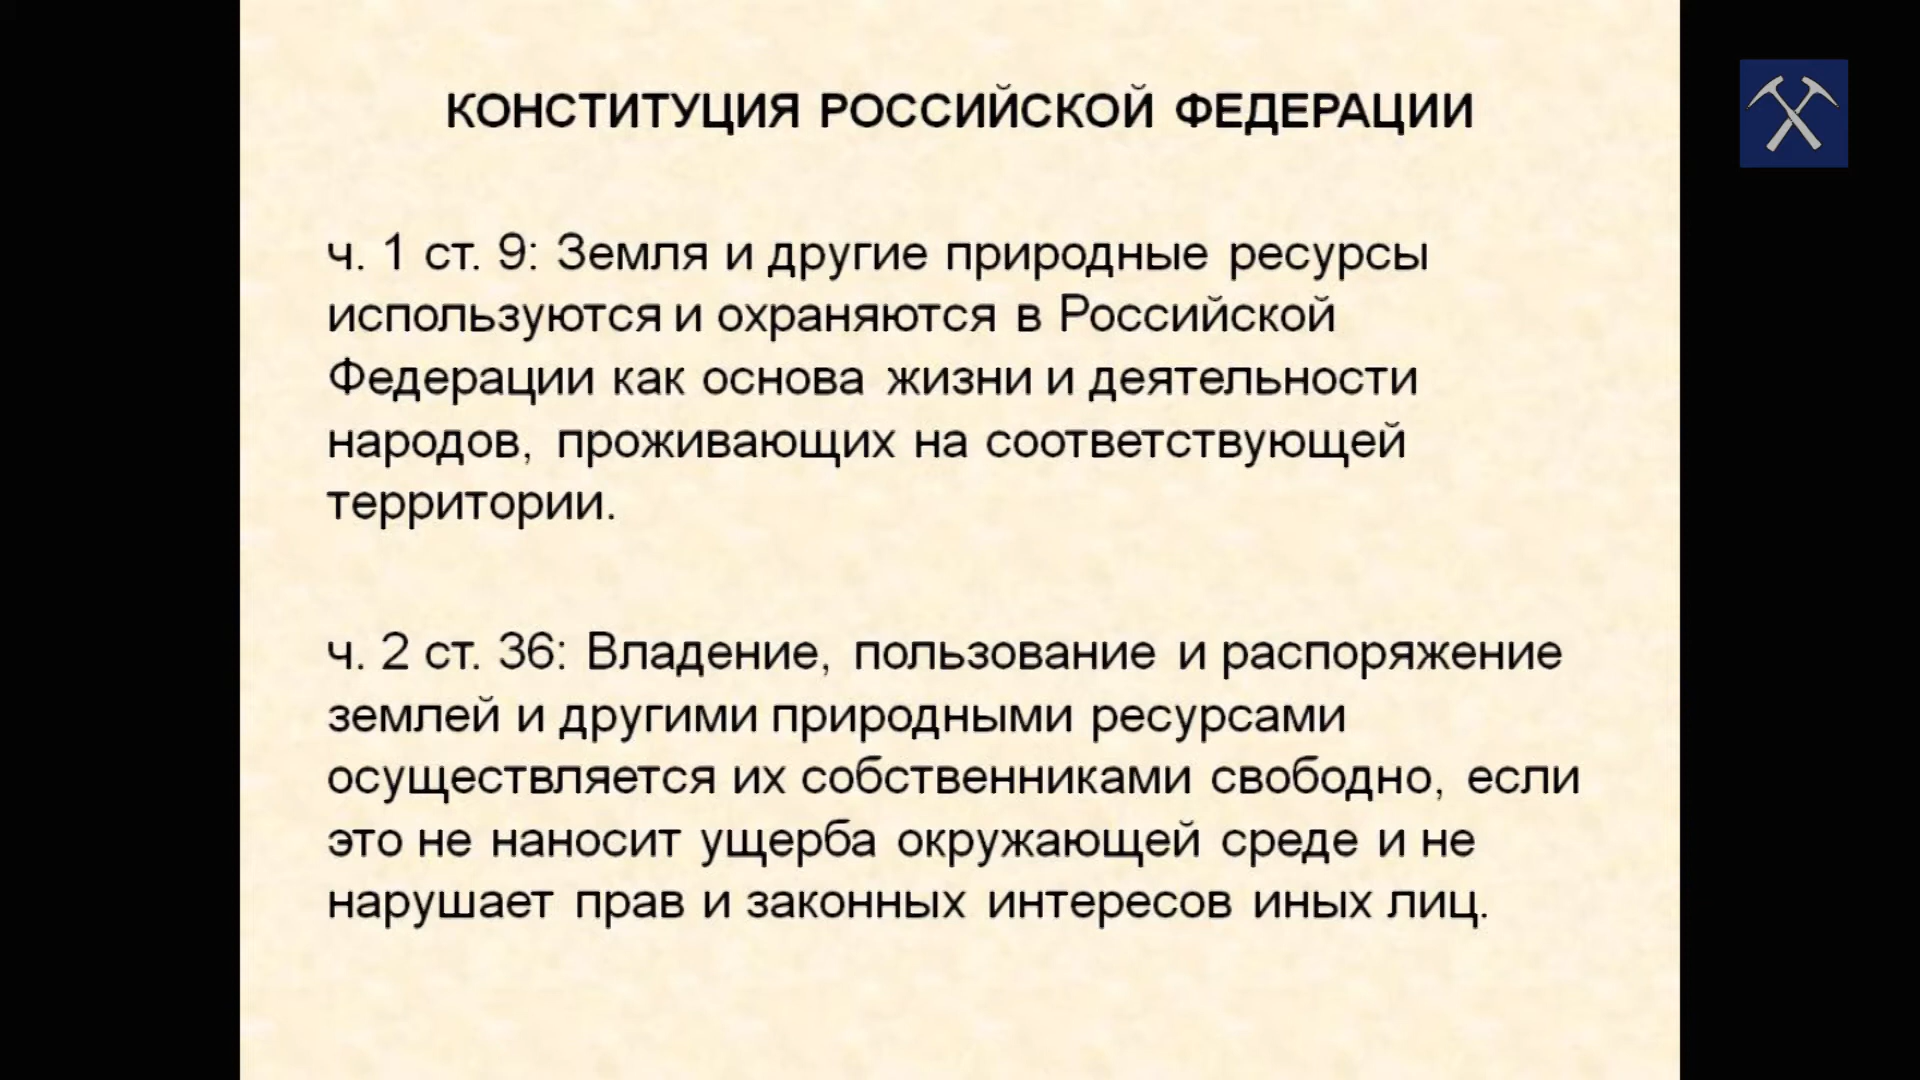 КОНСТИТУЦИЯ РОССИЙСКОЙ ФЕДЕРАЦИИ
ч. 1 ст. 9: Земля и другие природные ресурсы
используются и охраняются в Российской
Федерации как основа жизни и деятельности
народов, проживающих на соответствующей
территории.
ч. 2 ст. 36: Владение, пользование и распоряжение
землей и другими природными ресурсами
осуществляется их собственниками свободно, если
это не наносит ущерба окружающей среде и не
нарушает прав и законных интересов иных лиц.